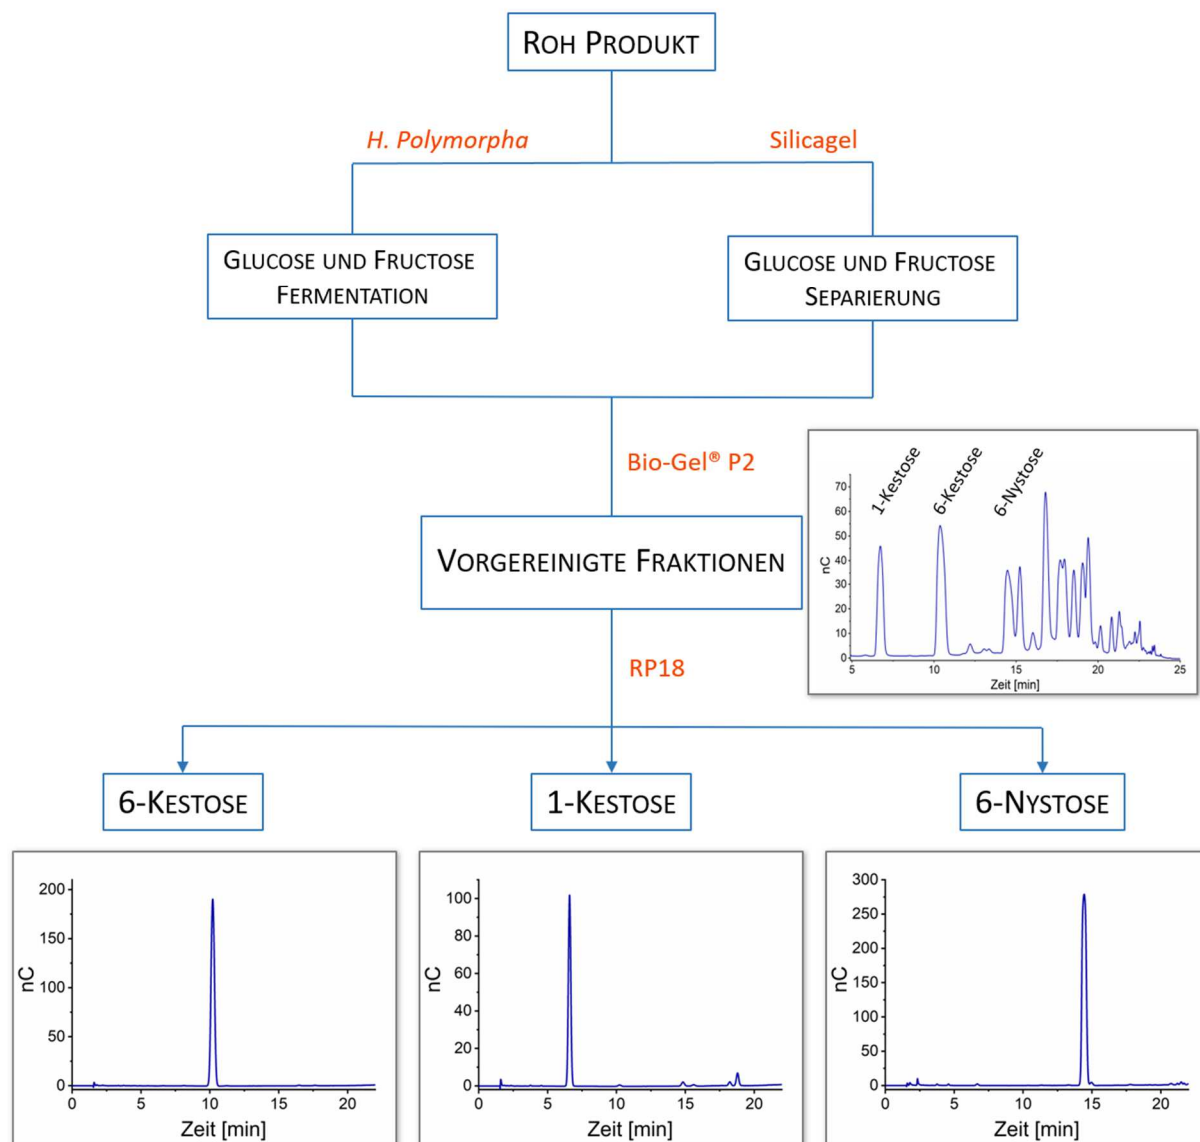 ROH PRODUKT
H. Polymorpha
Silicagel
GLUCOSE UND FRUCTOSE
FERMENTATION
GLUCOSE UND FRUCTOSE
SEPARIERUNG
Bio-Gel® P2
VORGEREINIGTE FRAKTIONEN
1-Kestose
6-Kestose
6-Nystose
70
60
50
40
30
20
10
0
nC
5 10 15 20 25
Zeit [min]
RP18
6-KESTOSE
1-KESTOSE
6-NYSTOSE
200
150
100
50
0
nC
0 5 10 15 20
Zeit [min]
100
80
60
40
20
0
nC
0 5 10 15 20
Zeit [min]
300
250
200
150
100
50
0
nC
0 5 10 15 20
Zeit [min]